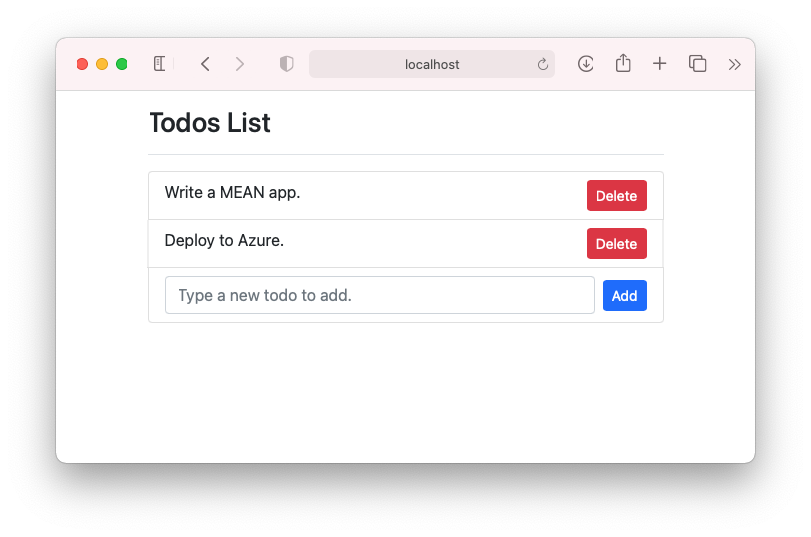 localhost
Todos List
Write a MEAN app.
Delete
Deploy to Azure.
Delete
Type a new todo to add.
Add